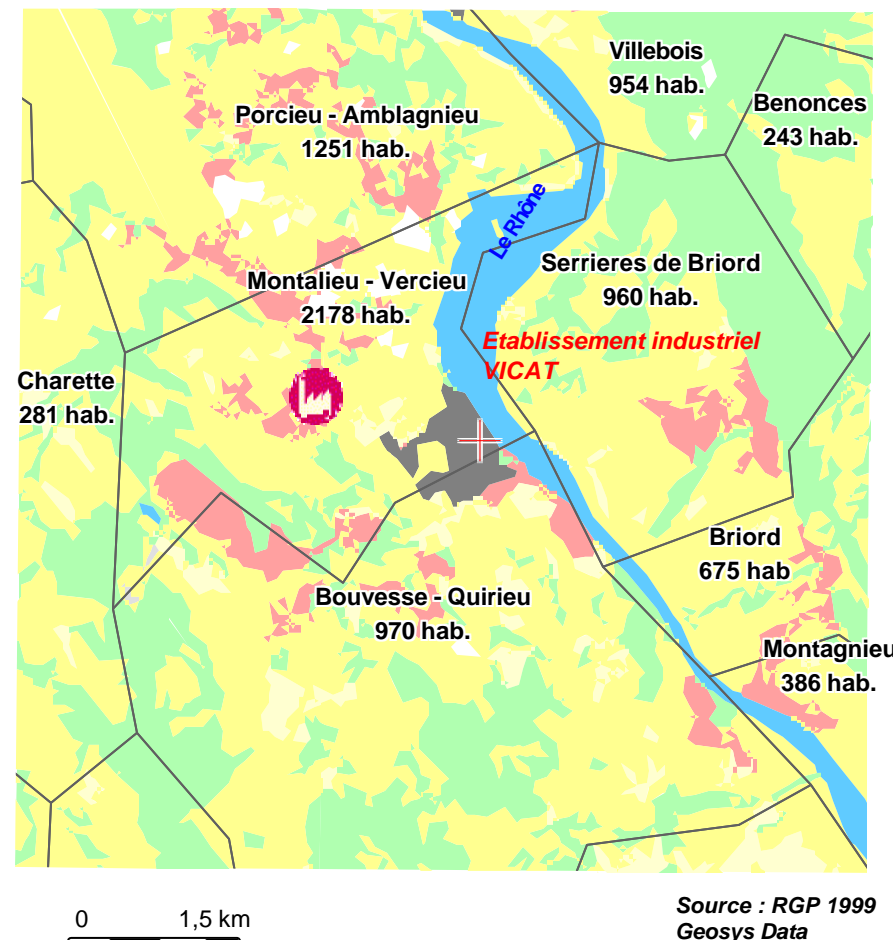 Villebois
954 hab.
Benonces
243 hab.
Porcieu - Amblagnieu
1251 hab.
Le Rhône
Serrieres de Briord
960 hab.
Montalieu - Vercieu
2178 hab.
Etablissement industriel
VICAT
Charette
281 hab.
Briord
675 hab
Bouvesse - Quirieu
970 hab.
Montagnieu
386 hab.
0 1,5 km
Source : RGP 1999
Geosys Data